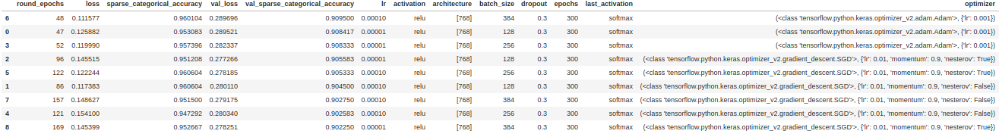 round_epochs loss sparse_categorical_accuracy val_loss val_sparse_categorical_accuracy lr activation architecture batch_size dropout epochs last_activation optimizer
6 48 0.111577 0.960104 0.289696 0.909500 0.00010 relu [768] 384 0.3 300 softmax (<class 'tensorflow.python.keras.optimizer_v2.adam.Adam'>, {'lr': 0.001})
0 47 0.125882 0.953083 0.289521 0.908417 0.00001 relu [768] 128 0.3 300 softmax (<class 'tensorflow.python.keras.optimizer_v2.adam.Adam'>, {'lr': 0.001})
3 52 0.119990 0.957396 0.282337 0.908333 0.00001 relu [768] 256 0.3 300 softmax (<class 'tensorflow.python.keras.optimizer_v2.adam.Adam'>, {'lr': 0.001})
2 96 0.145515 0.951208 0.277266 0.905583 0.00001 relu [768] 128 0.3 300 softmax (<class 'tensorflow.python.keras.optimizer_v2.gradient_descent.SGD'>, {'lr': 0.01, 'momentum': 0.9, 'nesterov': True})
5 122 0.122244 0.960604 0.278185 0.905333 0.00010 relu [768] 256 0.3 300 softmax (<class 'tensorflow.python.keras.optimizer_v2.gradient_descent.SGD'>, {'lr': 0.01, 'momentum': 0.9, 'nesterov': True})
1 86 0.117383 0.960604 0.280110 0.904500 0.00010 relu [768] 128 0.3 300 softmax (<class 'tensorflow.python.keras.optimizer_v2.gradient_descent.SGD'>, {'lr': 0.01, 'momentum': 0.9, 'nesterov': False})
7 157 0.148627 0.951500 0.279175 0.902750 0.00010 relu [768] 384 0.3 300 softmax (<class 'tensorflow.python.keras.optimizer_v2.gradient_descent.SGD'>, {'lr': 0.01, 'momentum': 0.9, 'nesterov': False})
4 121 0.154100 0.947292 0.280340 0.902583 0.00010 relu [768] 256 0.3 300 softmax (<class 'tensorflow.python.keras.optimizer_v2.gradient_descent.SGD'>, {'lr': 0.01, 'momentum': 0.9, 'nesterov': False})
8 169 0.145399 0.952667 0.278251 0.902250 0.00001 relu [768] 384 0.3 300 softmax (<class 'tensorflow.python.keras.optimizer_v2.gradient_descent.SGD'>, {'lr': 0.01, 'momentum': 0.9, 'nesterov': True})